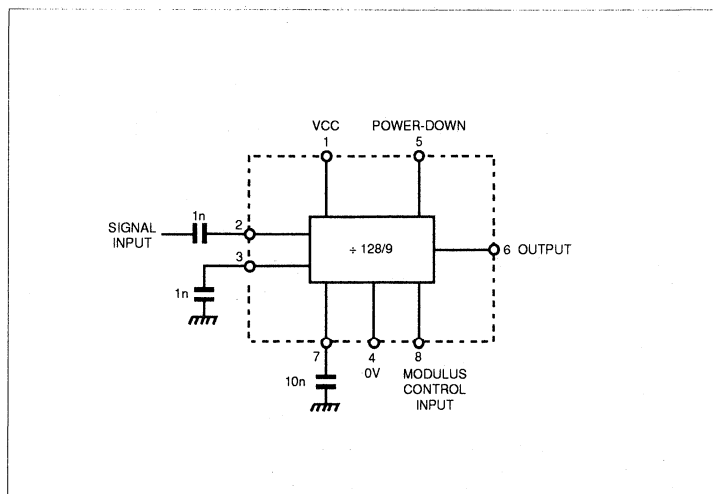 VCC
1
POWER-DOWN
5
SIGNAL
INPUT
1n
2
3
1n
÷ 128/9
6 OUTPUT
7
10n
4
0V
8
MODULUS
CONTROL
INPUT